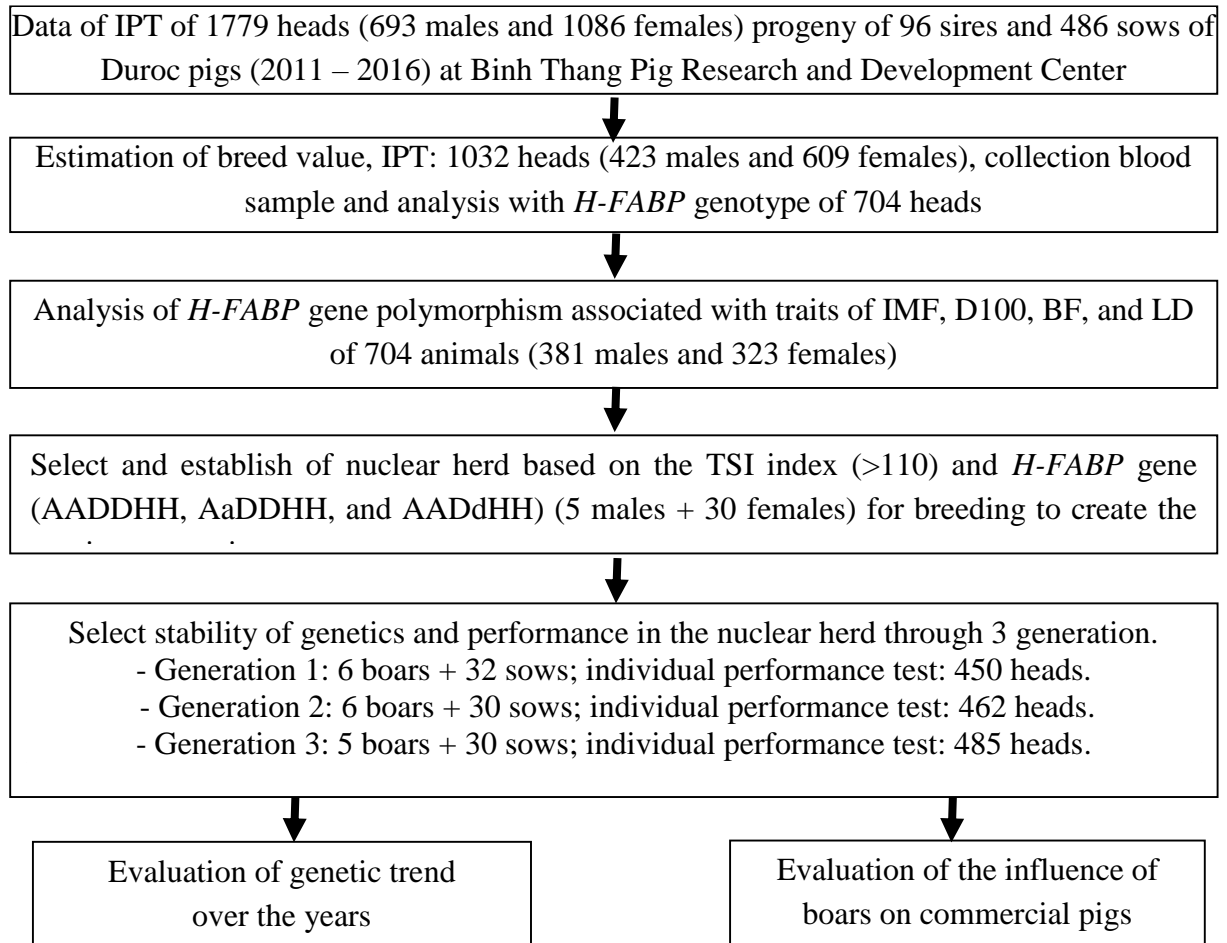 Data of IPT of 1779 heads (693 males and 1086 females) progeny of 96 sires and 486 sows of
Duroc pigs (2011 – 2016) at Binh Thang Pig Research and Development Center
Estimation of breed value, IPT: 1032 heads (423 males and 609 females), collection blood
sample and analysis with H-FABP genotype of 704 heads
Analysis of H-FABP gene polymorphism associated with traits of IMF, D100, BF, and LD
of 704 animals (381 males and 323 females)
Select and establish of nuclear herd based on the TSI index (>110) and H-FABP gene
(AADDHH, AaDDHH, and AADdHH) (5 males + 30 females) for breeding to create the
Select stability of genetics and performance in the nuclear herd through 3 generation.
- Generation 1: 6 boars + 32 sows; individual performance test: 450 heads.
- Generation 2: 6 boars + 30 sows; individual performance test: 462 heads.
- Generation 3: 5 boars + 30 sows; individual performance test: 485 heads.
Evaluation of genetic trend
over the years
Evaluation of the influence of
boars on commercial pigs